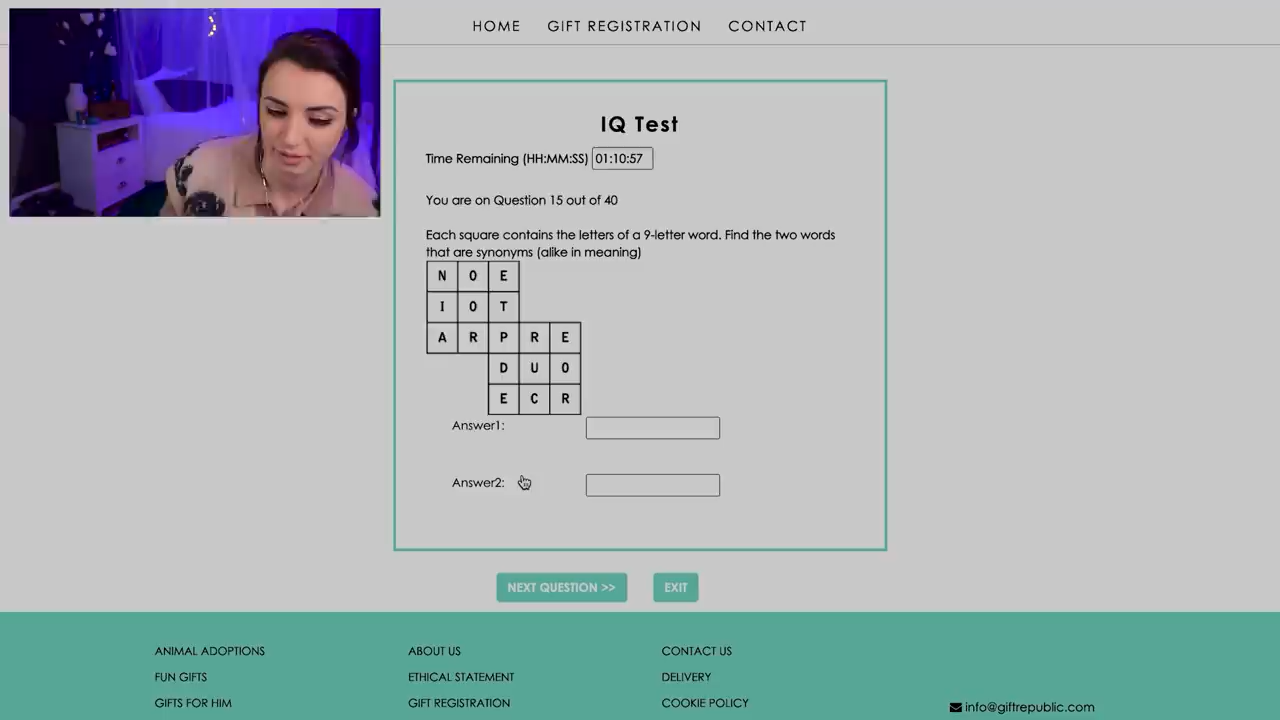 HOME GIFT REGISTRATION CONTACT
IQ Test
Time Remaining (HH:MM:SS) 01:10:57
You are on Question 15 out of 40
Each square contains the letters of a 9-letter word. Find the two words
that are synonyms (alike in meaning)
N O E
I O T
A R P R E
D U O
E C R
Answer1:
Answer2:
NEXT QUESTION >> EXIT
ANIMAL ADOPTIONS ABOUT US CONTACT US
FUN GIFTS ETHICAL STATEMENT DELIVERY
GIFTS FOR HIM GIFT REGISTRATION COOKIE POLICY info@giftrepublic.com